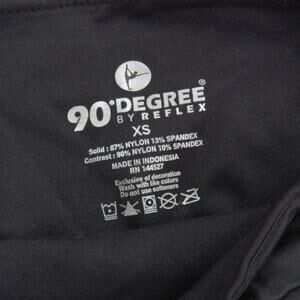 90°DEGREE®
BY REFLEX
XS
Solid : 87% NYLON 13% SPANDEX
Contrast : 90% NYLON 10% SPANDEX
MADE IN INDONESIA
RN 144527
Exclusive of decoration
Wash with like colors
Do not use softeners